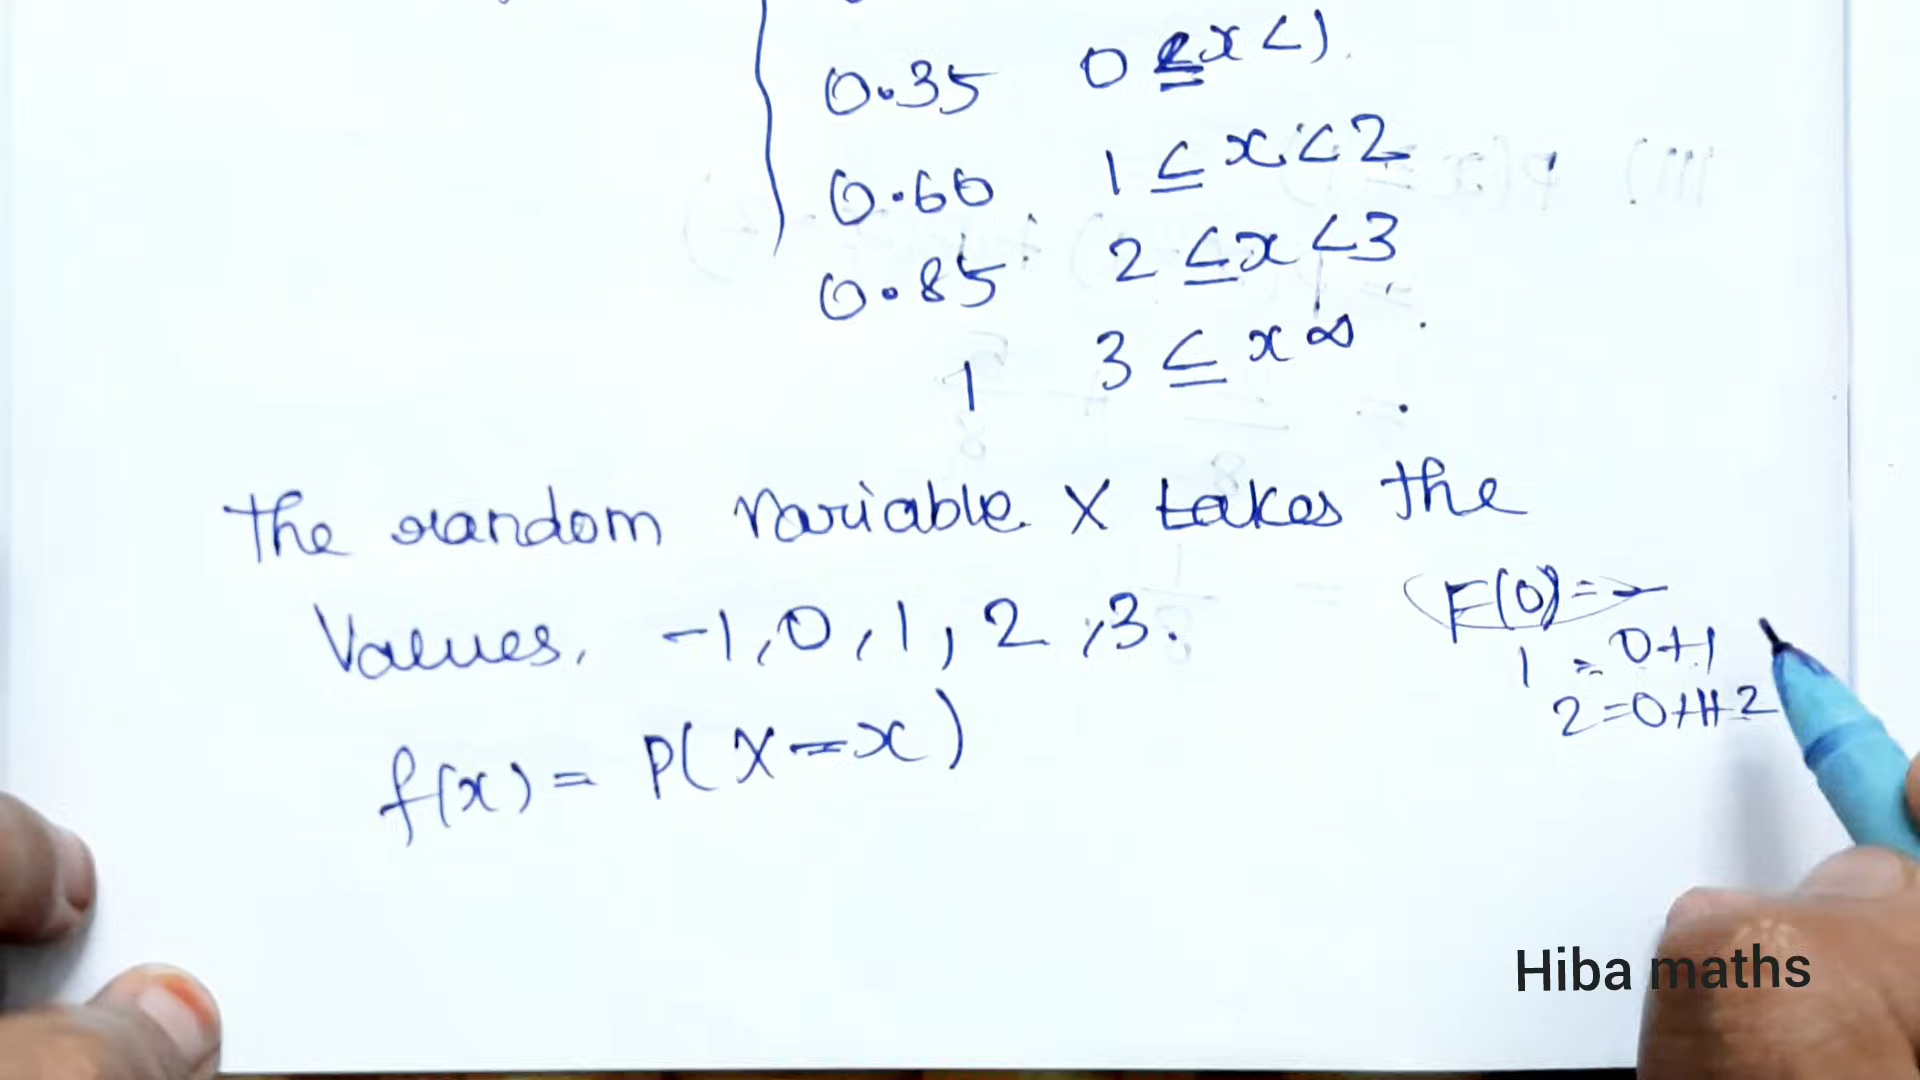 0.35 0 ≤ x < 1
0.60 1 ≤ x < 2
0.85 2 ≤ x < 3
1 3 ≤ x ∞
the random variable X takes the
Values, -1, 0, 1, 2, 3.
F(0) = -
1 = 0+1
2 = 0+1+2
f(x) = P(X = x)
Hiba maths